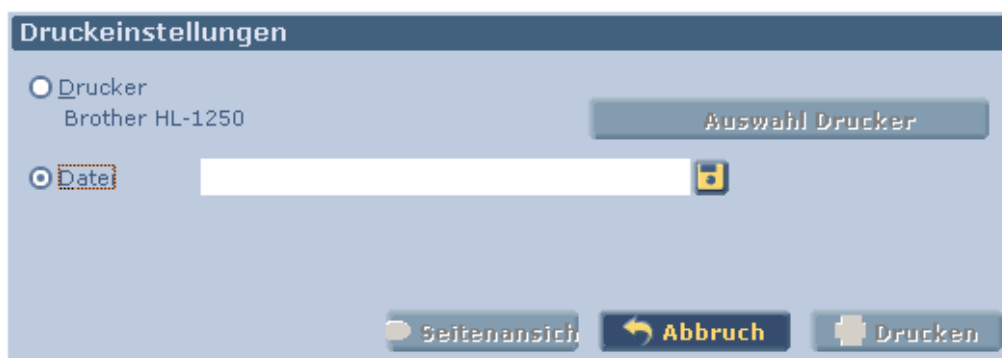 Druckeinstellungen
Drucker
Brother HL-1250
Auswahl Drucker
Datei
Seitenansich
Abbruch
Drucken